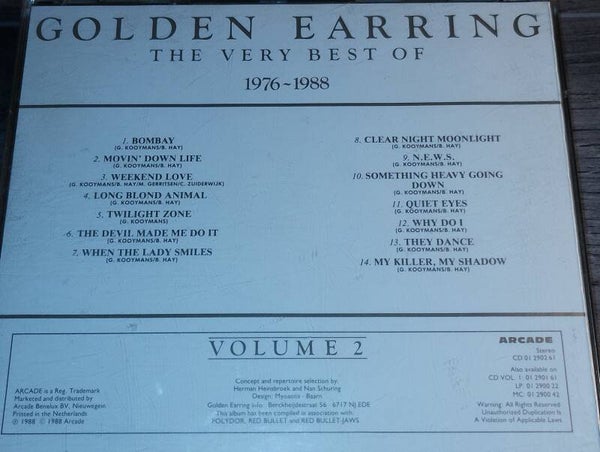 GOLDEN EARRING
THE VERY BEST OF
1976~1988
1. BOMBAY
(G. KOOYMANS/B. HAY)
2. MOVIN' DOWN LIFE
(G. KOOYMANS/B. HAY)
3. WEEKEND LOVE
(G. KOOYMANS/B. HAY/M. GERRITSEN/C. ZUIDERWIJK)
4. LONG BLOND ANIMAL
(G. KOOYMANS/B. HAY)
5. TWILIGHT ZONE
(G. KOOYMANS)
6. THE DEVIL MADE ME DO IT
(G. KOOYMANS/B. HAY)
7. WHEN THE LADY SMILES
(G. KOOYMANS/B. HAY)
8. CLEAR NIGHT MOONLIGHT
(G. KOOYMANS/B. HAY)
9. N.E.W.S.
(G. KOOYMANS/B. HAY)
10. SOMETHING HEAVY GOING
DOWN
(G. KOOYMANS/B. HAY)
11. QUIET EYES
(G. KOOYMANS/B. HAY)
12. WHY DO I
(G. KOOYMANS/B. HAY)
13. THEY DANCE
(G. KOOYMANS/B. HAY)
14. MY KILLER, MY SHADOW
(G. KOOYMANS/B. HAY)
ARCADE is a Reg. Trademark
Marketed and distributed by
Arcade Benelux BV, Nieuwegein
Printed in the Netherlands
Ⓟ 1988 © 1988 Arcade
VOLUME 2
Concept and repertoire selection by
Herman Heinsbroek and Nan Schuring
Design: Myosotis - Baarn
Golden Earring Info: Berckheijdestraat 56 - 6717 NJ EDE
This album has been compiled in association with:
POLYDOR, RED BULLET and RED BULLET-JAWS.
ARCADE
Stereo
CD 01 2902 61
Also available on
CD VOL. 1: 01 2901 61
LP: 01 2900 22
MC: 01 2900 42
Warning: All Rights Reserved.
Unauthorized Duplication Is
A Violation of Applicable Laws.